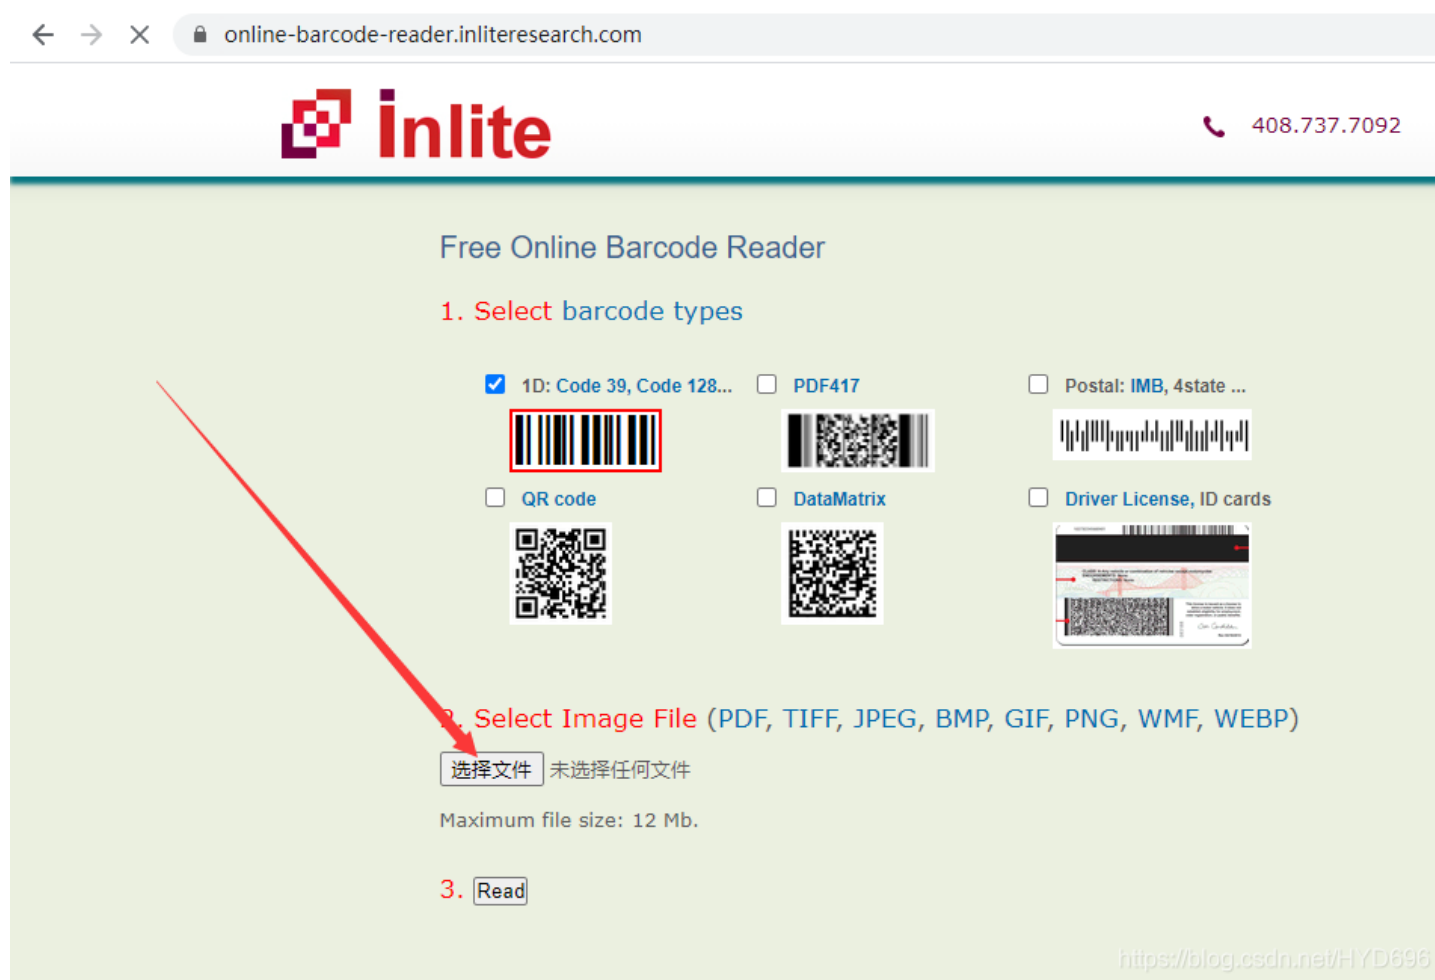 online-barcode-reader.inliteresearch.com
inlite
408.737.7092
Free Online Barcode Reader
1. Select barcode types
1D: Code 39, Code 128...
PDF417
Postal: IMB, 4state ...
QR code
DataMatrix
Driver License, ID cards
2. Select Image File (PDF, TIFF, JPEG, BMP, GIF, PNG, WMF, WEBP)
选择文件 未选择任何文件
Maximum file size: 12 Mb.
3. Read
https://blog.csdn.net/HYD696